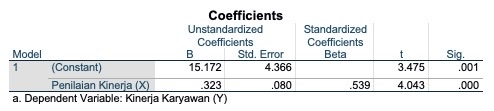 Coefficients
Unstandardized Standardized
Coefficients Coefficients
Model B Std. Error Beta t Sig.
1 (Constant) 15.172 4.366 3.475 .001
Penilaian Kinerja (X) .323 .080 .539 4.043 .000
a. Dependent Variable: Kinerja Karyawan (Y)